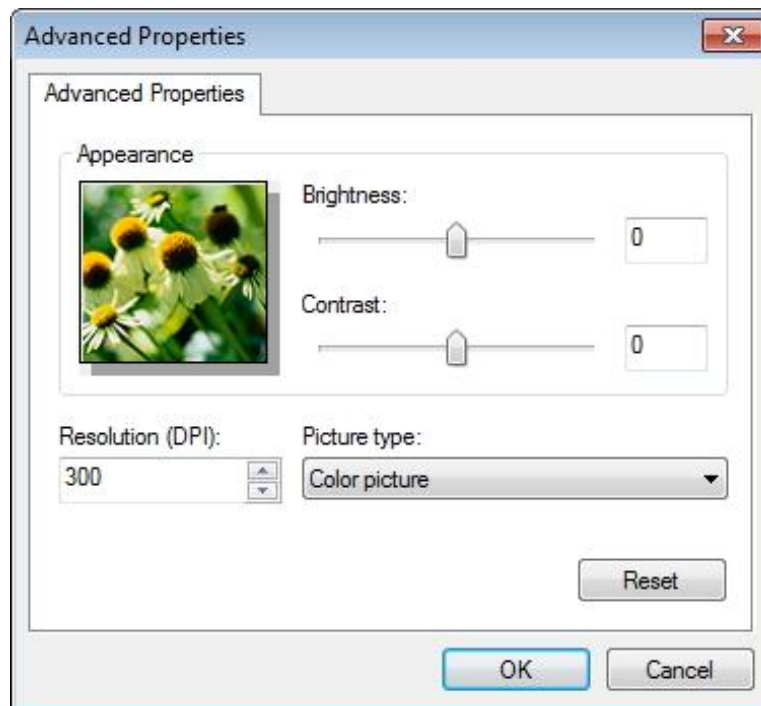 Advanced Properties
Advanced Properties
Appearance
Brightness:
0
Contrast:
0
Resolution (DPI):
300
Picture type:
Color picture
Reset
OK
Cancel